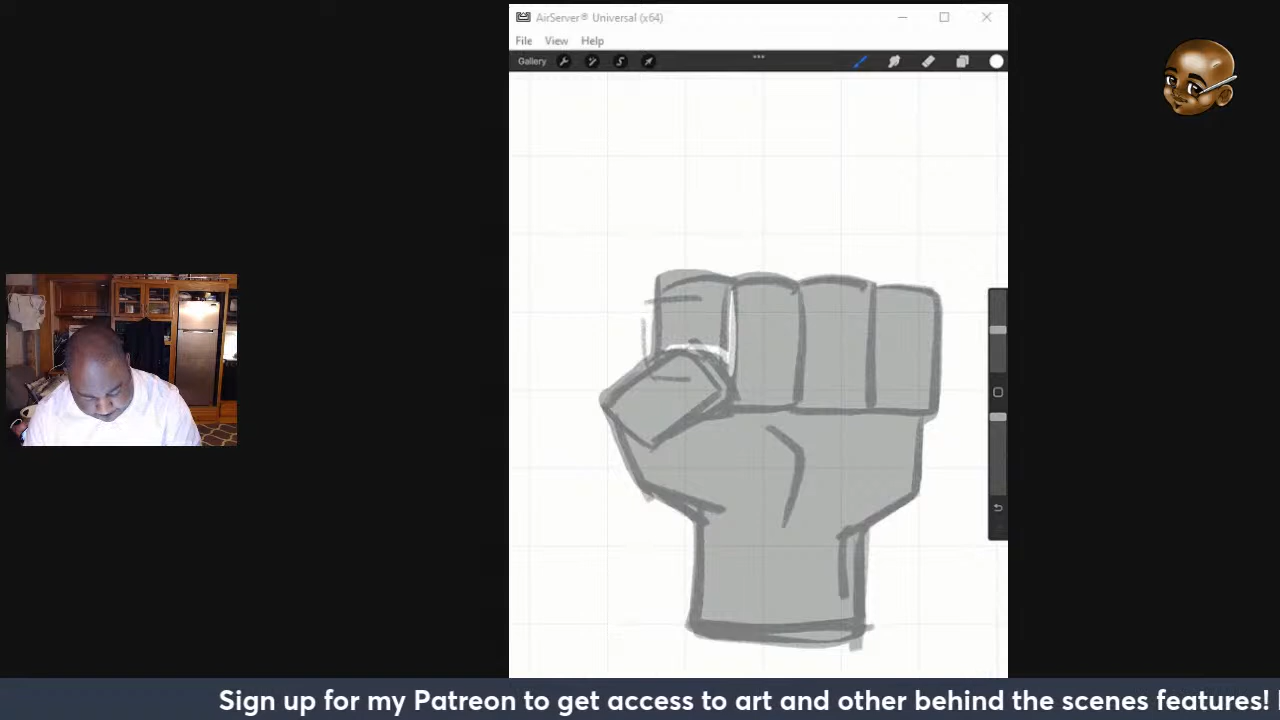 AirServer® Universal (x64)
File View Help
Gallery
Sign up for my Patreon to get access to art and other behind the scenes features!